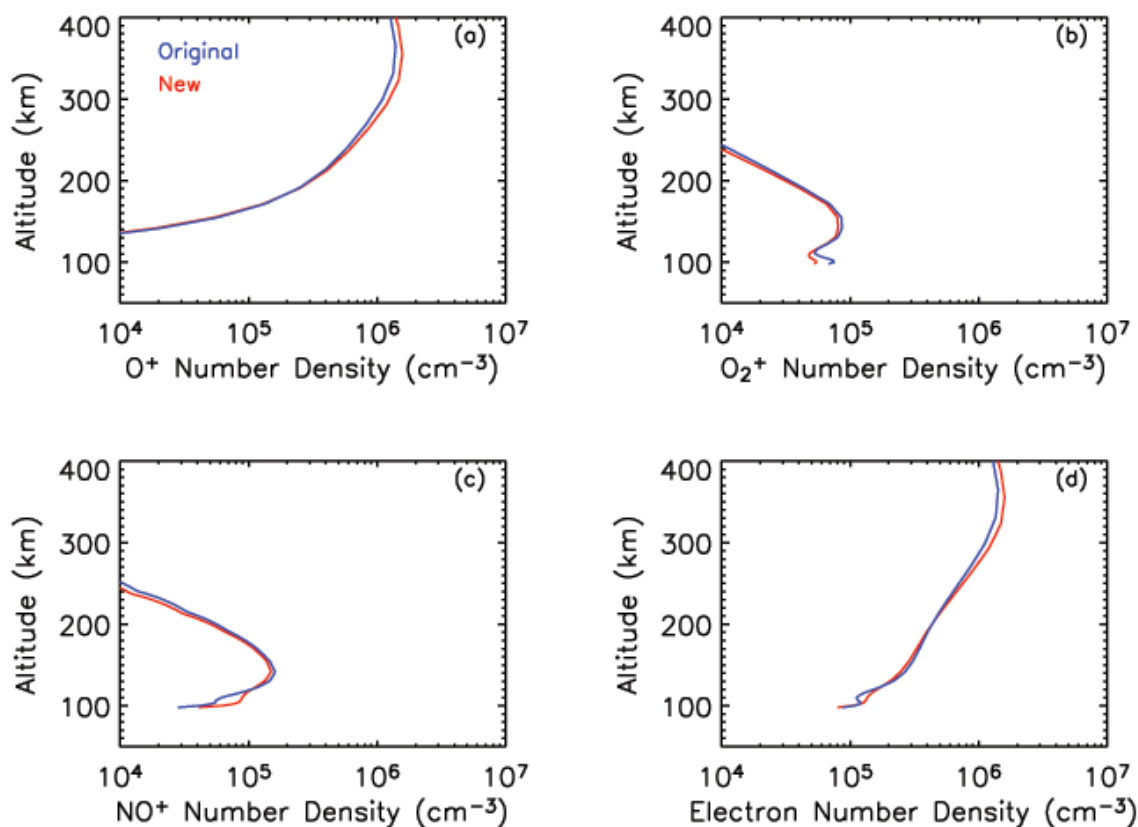 (a)
Original
New
400
300
200
100
Altitude (km)
10⁴ 10⁵ 10⁶ 10⁷
O⁺ Number Density (cm⁻³)
(b)
400
300
200
100
Altitude (km)
10⁴ 10⁵ 10⁶ 10⁷
O₂⁺ Number Density (cm⁻³)
(c)
400
300
200
100
Altitude (km)
10⁴ 10⁵ 10⁶ 10⁷
NO⁺ Number Density (cm⁻³)
(d)
400
300
200
100
Altitude (km)
10⁴ 10⁵ 10⁶ 10⁷
Electron Number Density (cm⁻³)